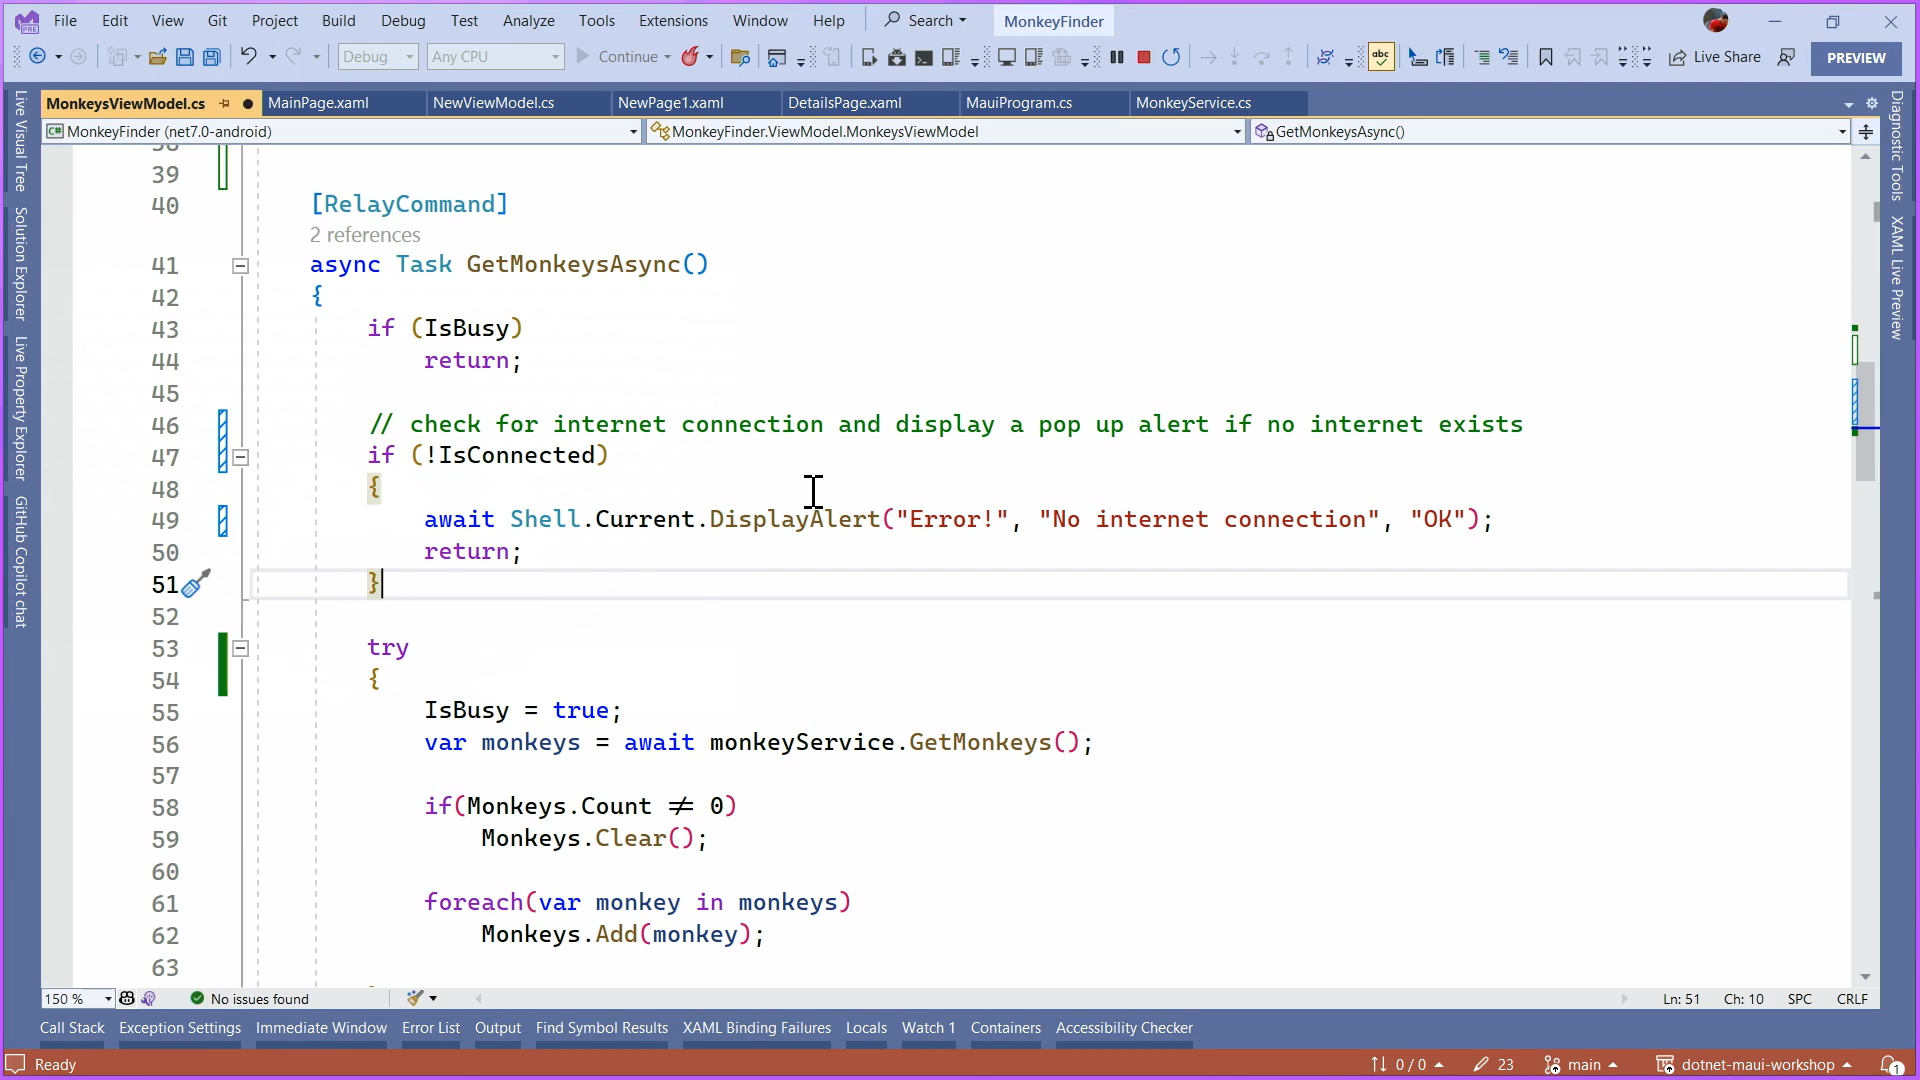 File Edit View Git Project Build Debug Test Analyze Tools Extensions Window Help Search MonkeyFinder
Debug Any CPU Continue Live Share PREVIEW
MonkeysViewModel.cs MainPage.xaml NewViewModel.cs NewPage1.xaml DetailsPage.xaml MauiProgram.cs MonkeyService.cs
C# MonkeyFinder (net7.0-android) MonkeyFinder.ViewModel.MonkeysViewModel GetMonkeysAsync()
Live Visual Tree
Solution Explorer
Live Property Explorer
GitHub Copilot chat
39
40 [RelayCommand]
2 references
41 async Task GetMonkeysAsync()
42 {
43 if (IsBusy)
44 return;
45
46 // check for internet connection and display a pop up alert if no internet exists
47 if (!IsConnected)
48 {
49 await Shell.Current.DisplayAlert("Error!", "No internet connection", "OK");
50 return;
51 }
52
53 try
54 {
55 IsBusy = true;
56 var monkeys = await monkeyService.GetMonkeys();
57
58 if(Monkeys.Count ≠ 0)
59 Monkeys.Clear();
60
61 foreach(var monkey in monkeys)
62 Monkeys.Add(monkey);
63
Diagnostic Tools
XAML Live Preview
150 % No issues found Ln: 51 Ch: 10 SPC CRLF
Call Stack Exception Settings Immediate Window Error List Output Find Symbol Results XAML Binding Failures Locals Watch 1 Containers Accessibility Checker
Ready 0 / 0 23 main dotnet-maui-workshop 1